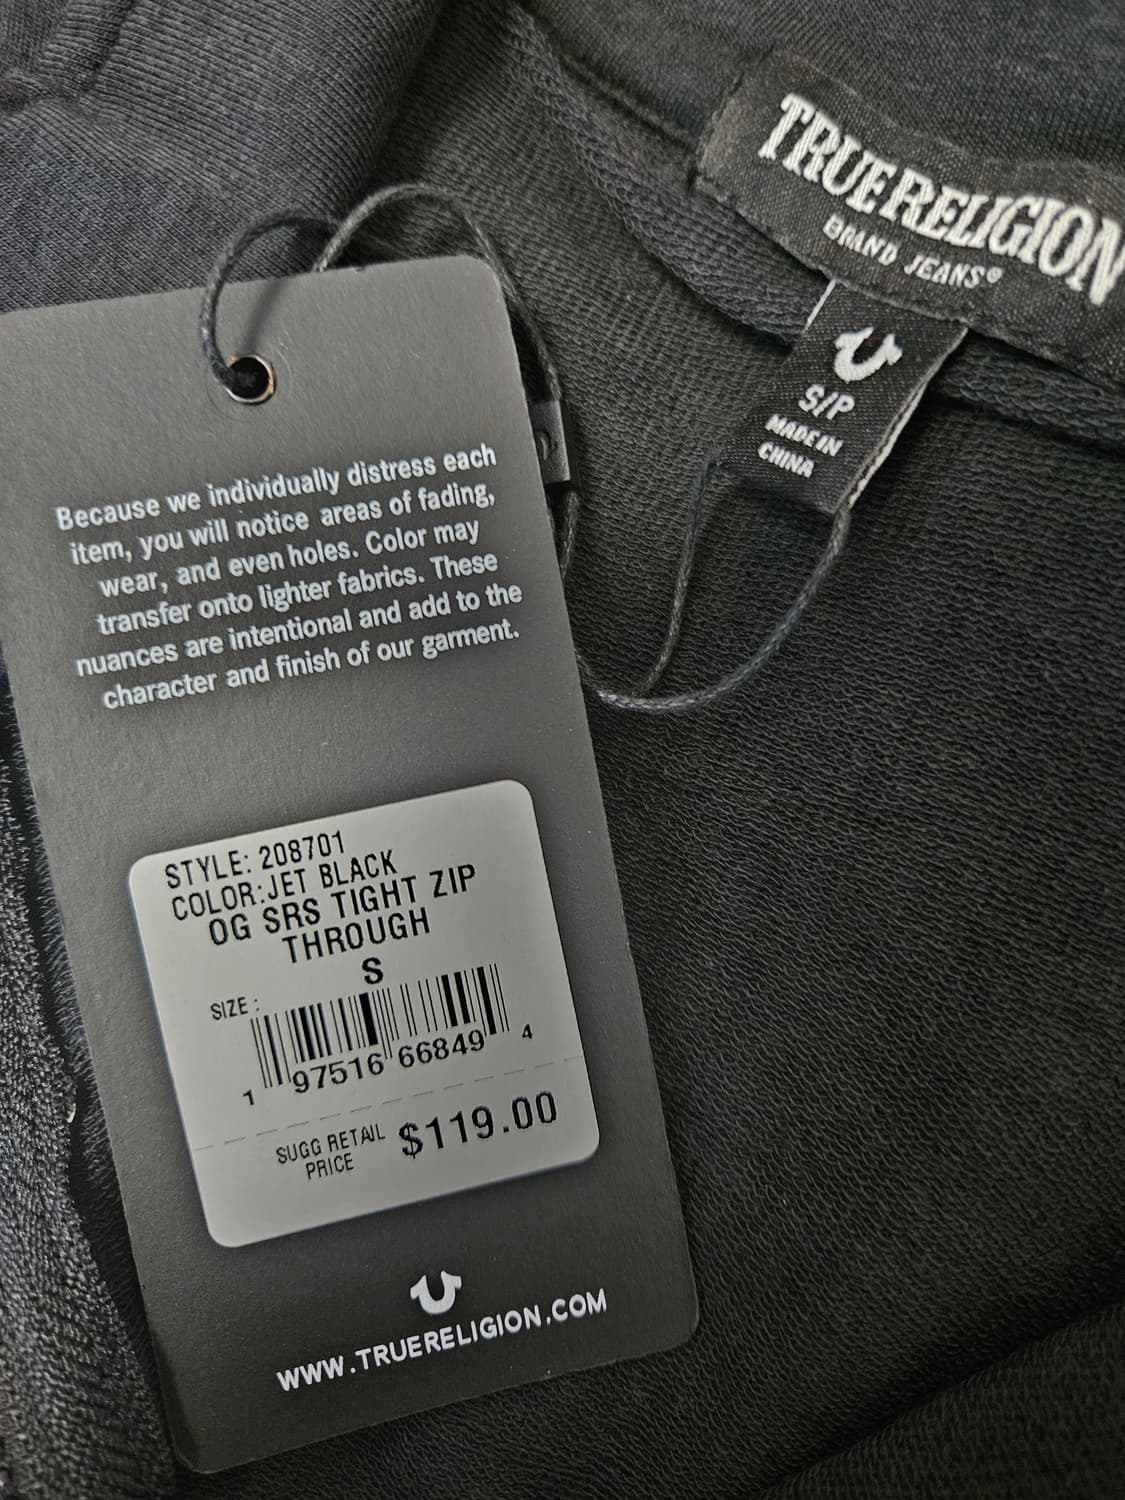 TRUE RELIGION
BRAND JEANS®
S/P
MADE IN
CHINA
Because we individually distress each
item, you will notice areas of fading,
wear, and even holes. Color may
transfer onto lighter fabrics. These
nuances are intentional and add to the
character and finish of our garment.
STYLE: 208701
COLOR:JET BLACK
OG SRS TIGHT ZIP
THROUGH
S
SIZE :
1 97516 66849 4
SUGG RETAIL
PRICE
$119.00
WWW.TRUERELIGION.COM